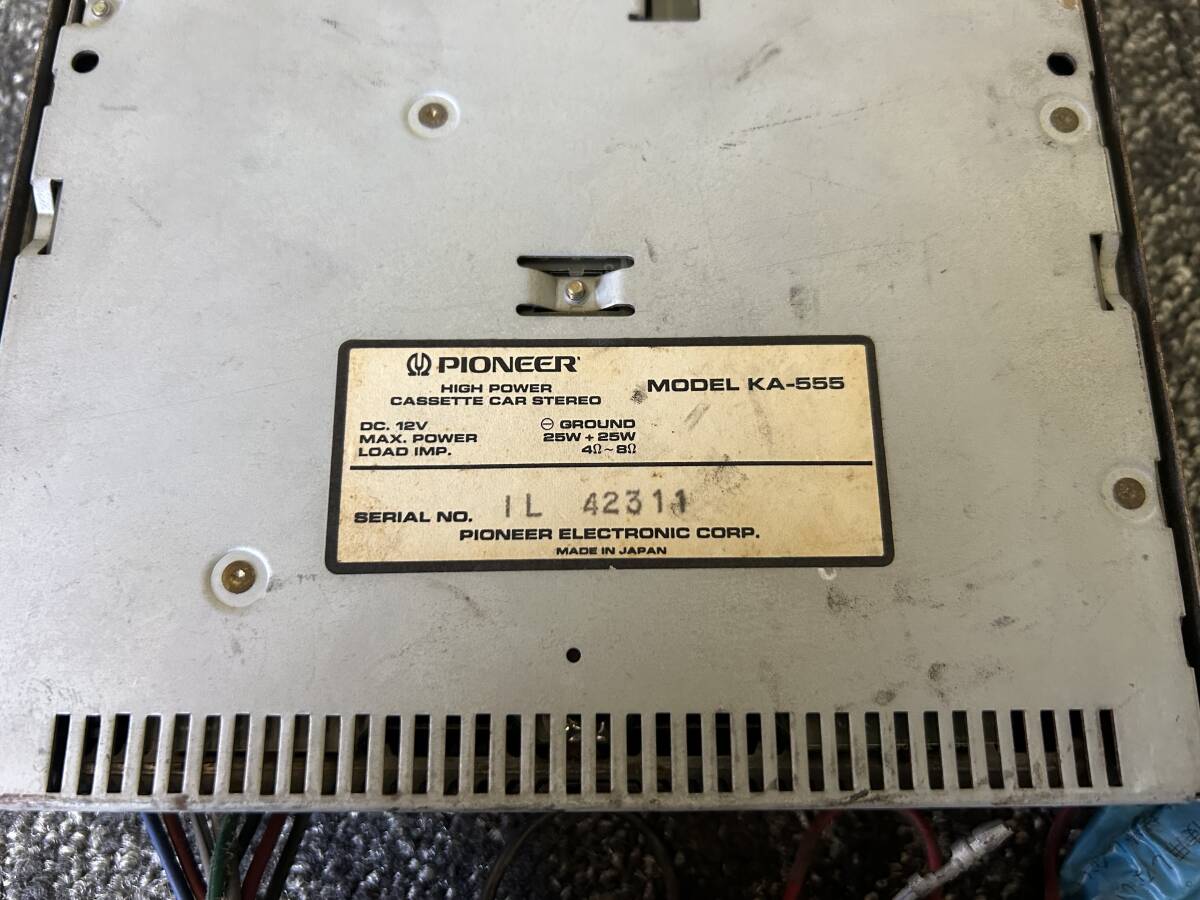 PIONEER
HIGH POWER
CASSETTE CAR STEREO
MODEL KA-555
DC. 12V ⊖ GROUND
MAX. POWER 25W + 25W
LOAD IMP. 4Ω~8Ω
SERIAL NO. IL 42311
PIONEER ELECTRONIC CORP.
MADE IN JAPAN